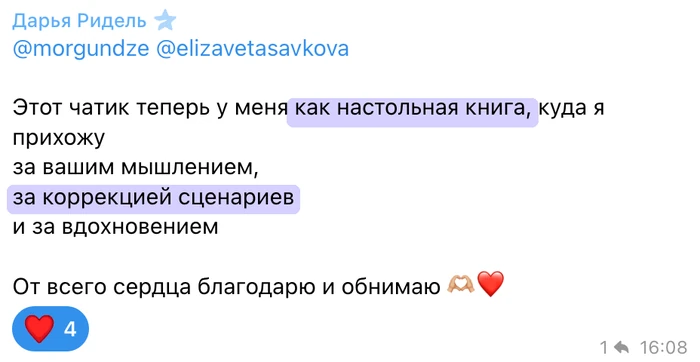 Дарья Ридель
@morgundze @elizavetasavkova
Этот чатик теперь у меня как настольная книга, куда я
прихожу
за вашим мышлением,
за коррекцией сценариев
и за вдохновением
От всего сердца благодарю и обнимаю 🫶🏼❤️
❤️ 4
1 16:08